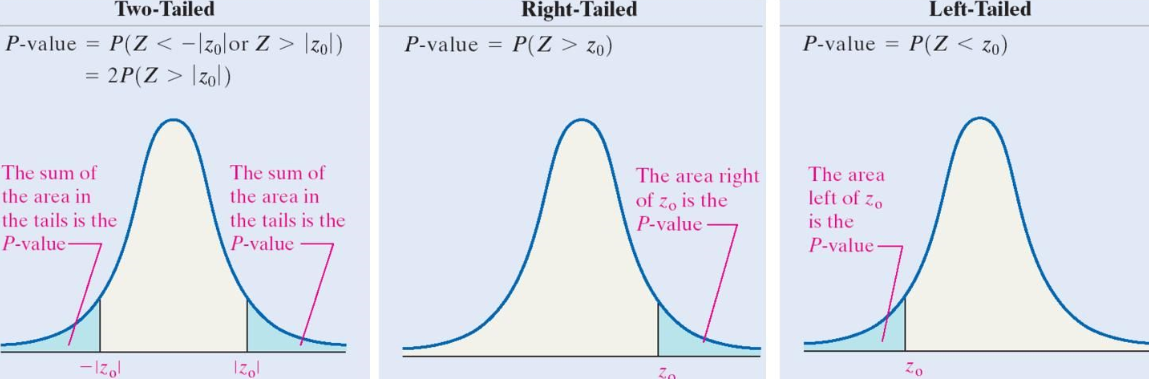 Two-Tailed
P-value = P(Z < −|z₀|or Z > |z₀|)
= 2P(Z > |z₀|)
The sum of
the area in
the tails is the
P-value
The sum of
the area in
the tails is the
P-value
−|z₀|
|z₀|
Right-Tailed
P-value = P(Z > z₀)
The area right
of z₀ is the
P-value
z₀
Left-Tailed
P-value = P(Z < z₀)
The area
left of z₀
is the
P-value
z₀